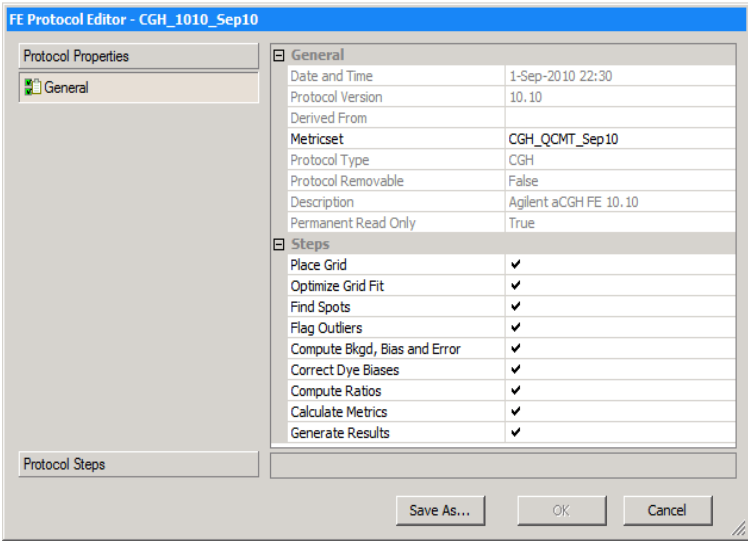 FE Protocol Editor - CGH_1010_Sep10
Protocol Properties
General
General
Date and Time 1-Sep-2010 22:30
Protocol Version 10.10
Derived From
Metricset CGH_QCMT_Sep10
Protocol Type CGH
Protocol Removable False
Description Agilent aCGH FE 10.10
Permanent Read Only True
Steps
Place Grid
Optimize Grid Fit
Find Spots
Flag Outliers
Compute Bkgd, Bias and Error
Correct Dye Biases
Compute Ratios
Calculate Metrics
Generate Results
Protocol Steps
Save As... OK Cancel